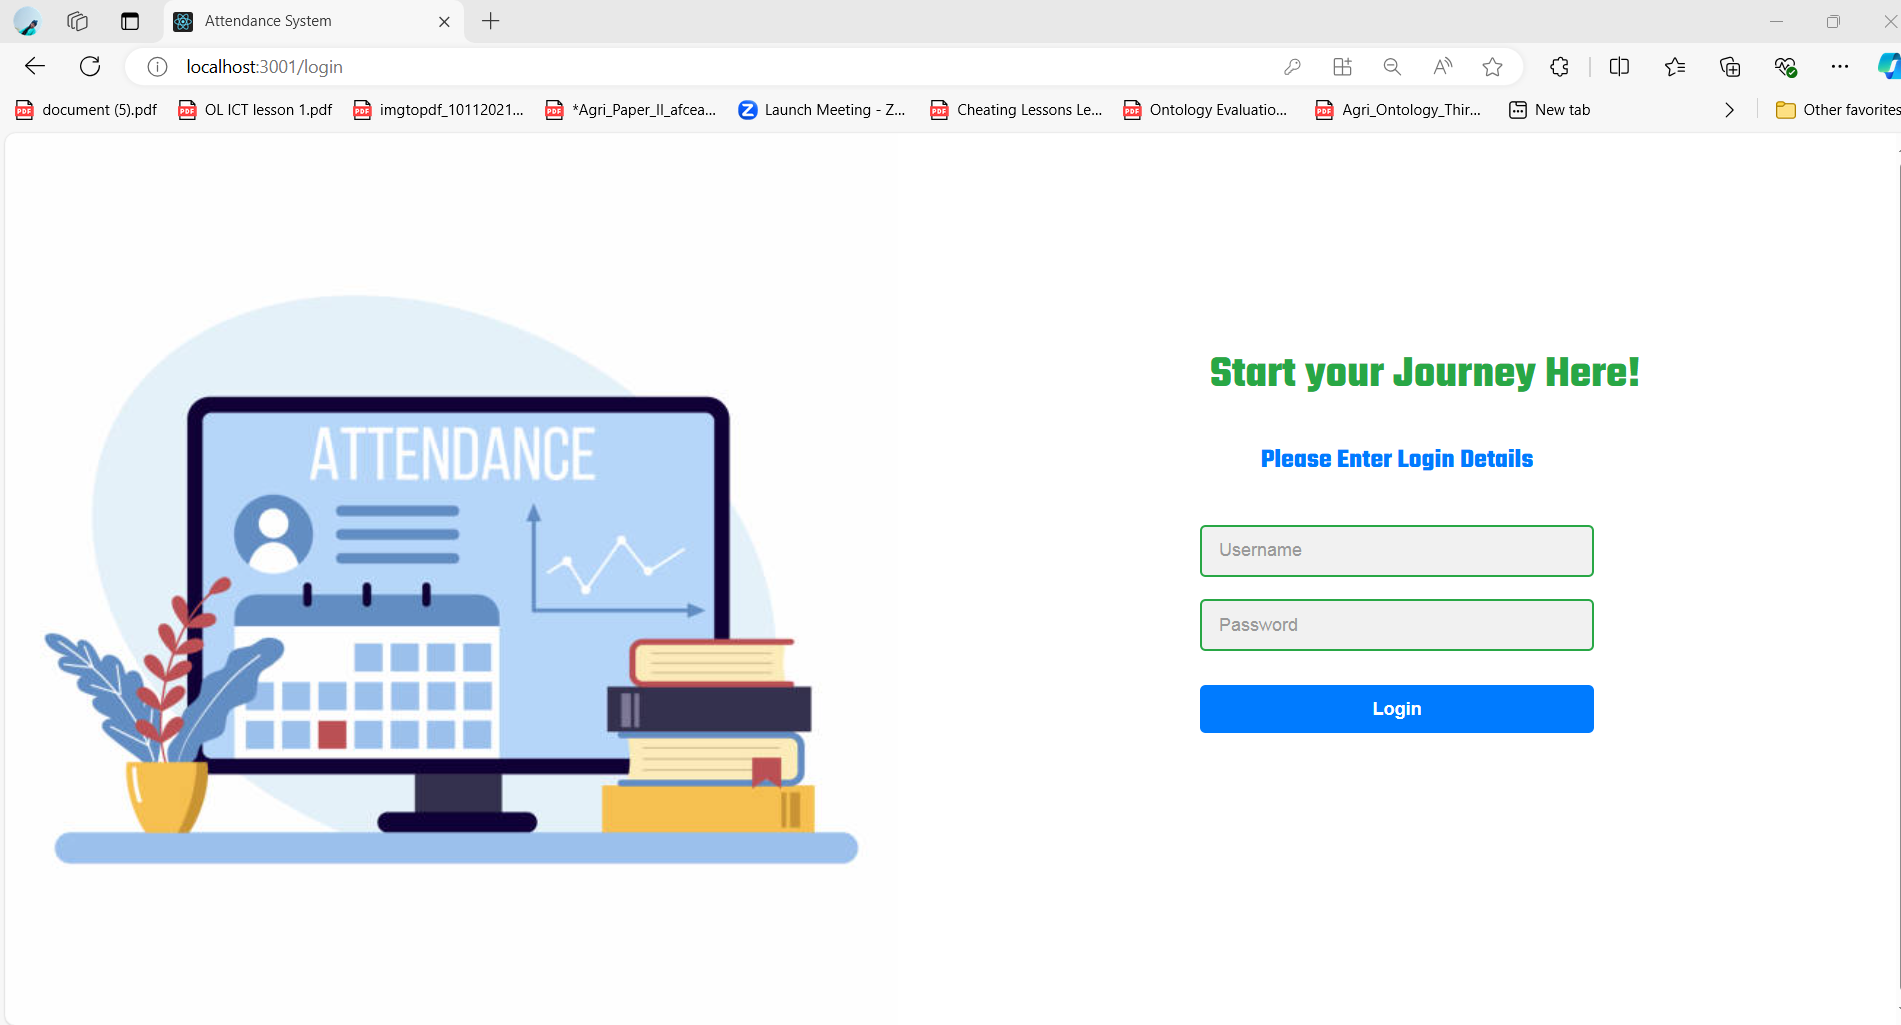 Attendance System
localhost:3001/login
document (5).pdf
OL ICT lesson 1.pdf
imgtopdf_10112021...
*Agri_Paper_II_afcea...
Launch Meeting - Z...
Cheating Lessons Le...
Ontology Evaluatio...
Agri_Ontology_Thir...
New tab
Other favorites
ATTENDANCE
Start your Journey Here!
Please Enter Login Details
Username
Password
Login